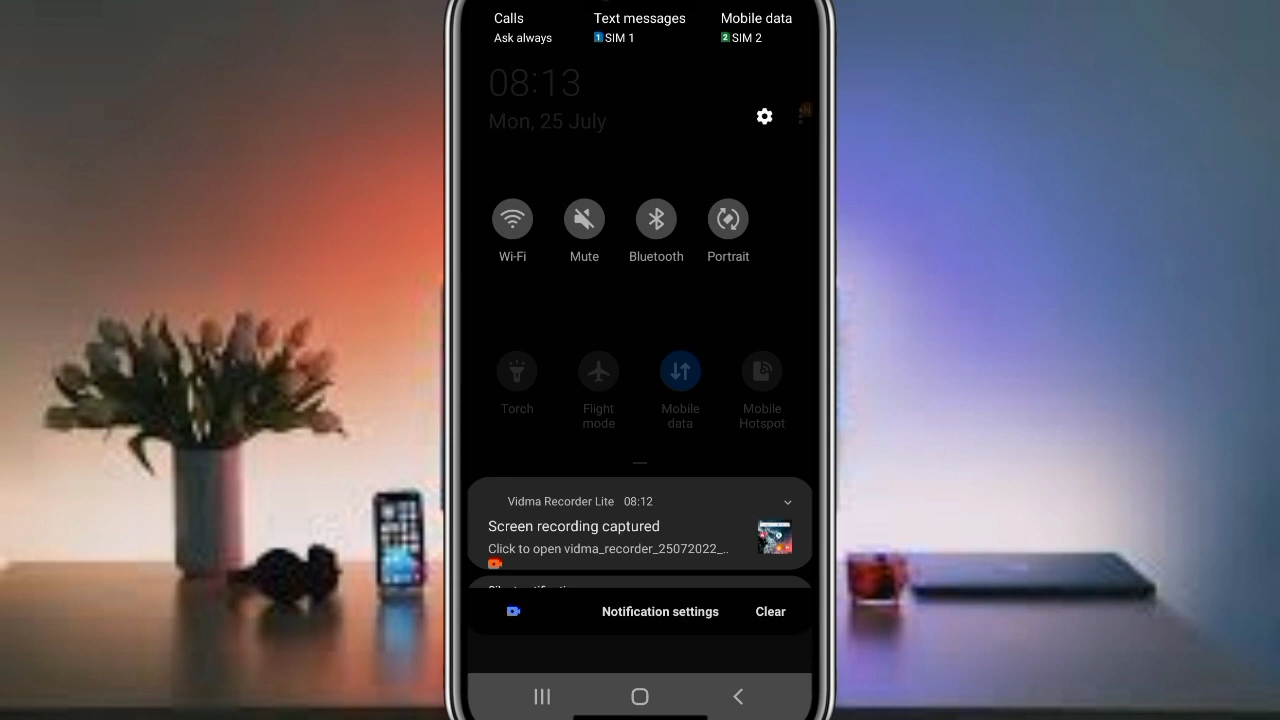 Calls
Text messages
Mobile data
Ask always
1 SIM 1
2 SIM 2
08:13
Mon, 25 July
N
Wi-Fi
Mute
Bluetooth
Portrait
Torch
Flight mode
Mobile data
Mobile Hotspot
Vidma Recorder Lite 08:12
Screen recording captured
Click to open vidma_recorder_25072022_..
Notification settings
Clear